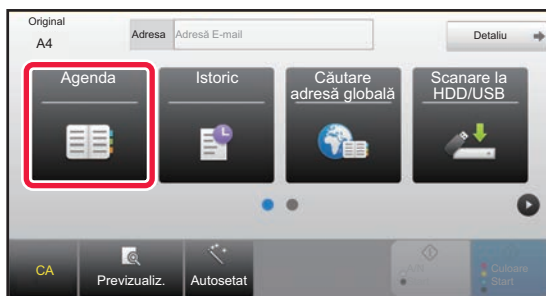 Original
A4
Adresa
Adresă E-mail
Detaliu
Agenda
Istoric
Căutare
adresă globală
Scanare la
HDD/USB
CA
Previzualiz.
Autosetat
Culoare
Start